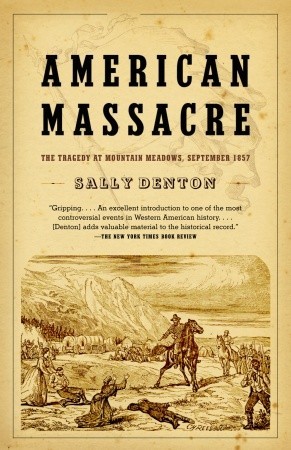 AMERICAN
MASSACRE
THE TRAGEDY AT MOUNTAIN MEADOWS, SEPTEMBER 1857
SALLY DENTON
"Gripping. . . . An excellent introduction to one of the most
controversial events in Western American history. . . .
[Denton] adds valuable material to the historical record."
—THE NEW YORK TIMES BOOK REVIEW